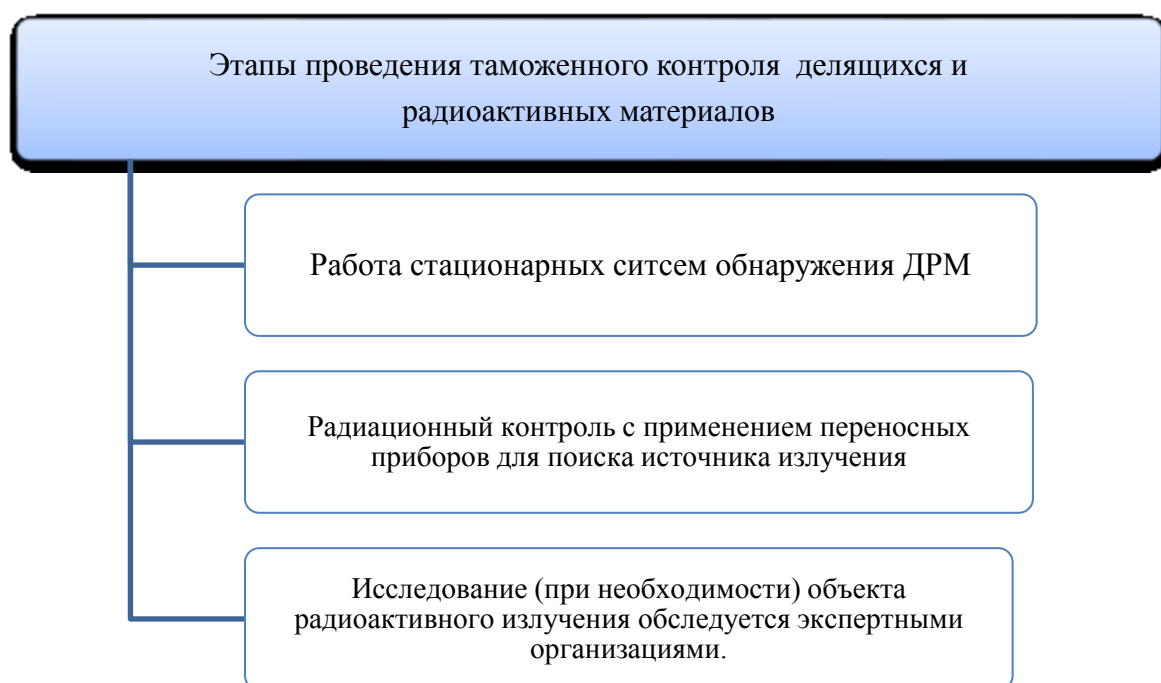 Этапы проведения таможенного контроля делящихся и
радиоактивных материалов
Работа стационарных ситсем обнаружения ДРМ
Радиационный контроль с применением переносных
приборов для поиска источника излучения
Исследование (при необходимости) объекта
радиоактивного излучения обследуется экспертными
организациями.